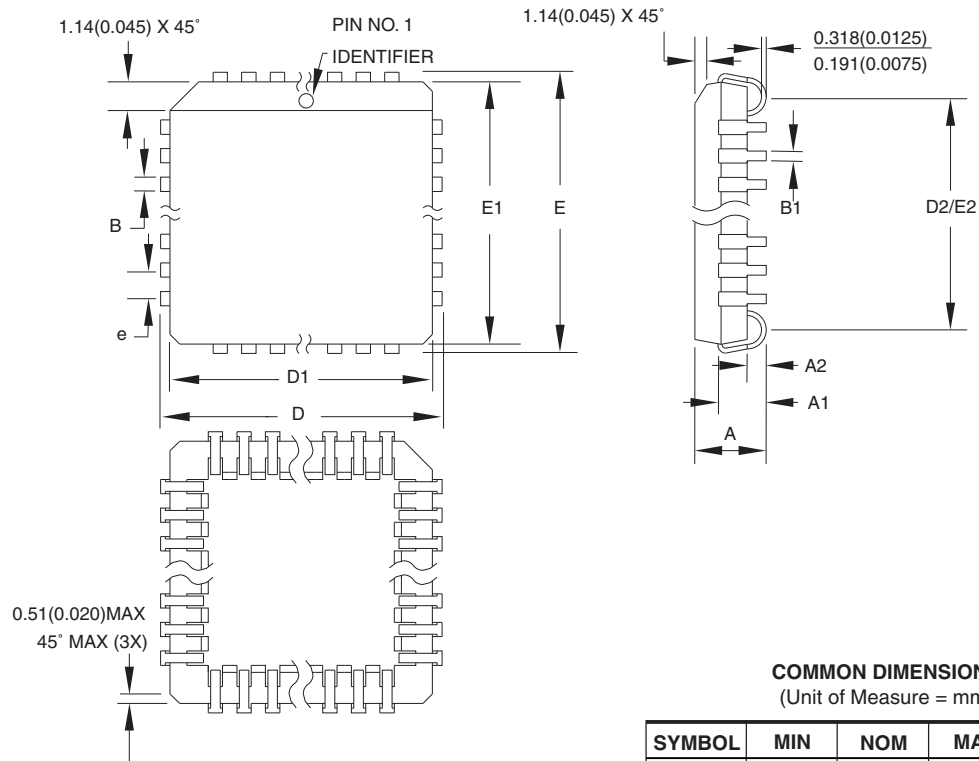 1.14(0.045) X 45˚
PIN NO. 1
IDENTIFIER
1.14(0.045) X 45˚
0.318(0.0125)
0.191(0.0075)
B
e
E1
E
B1
D2/E2
D1
D
A2
A1
A
0.51(0.020)MAX
45˚ MAX (3X)
COMMON DIMENSION
(Unit of Measure = mm
SYMBOL
MIN
NOM
MA